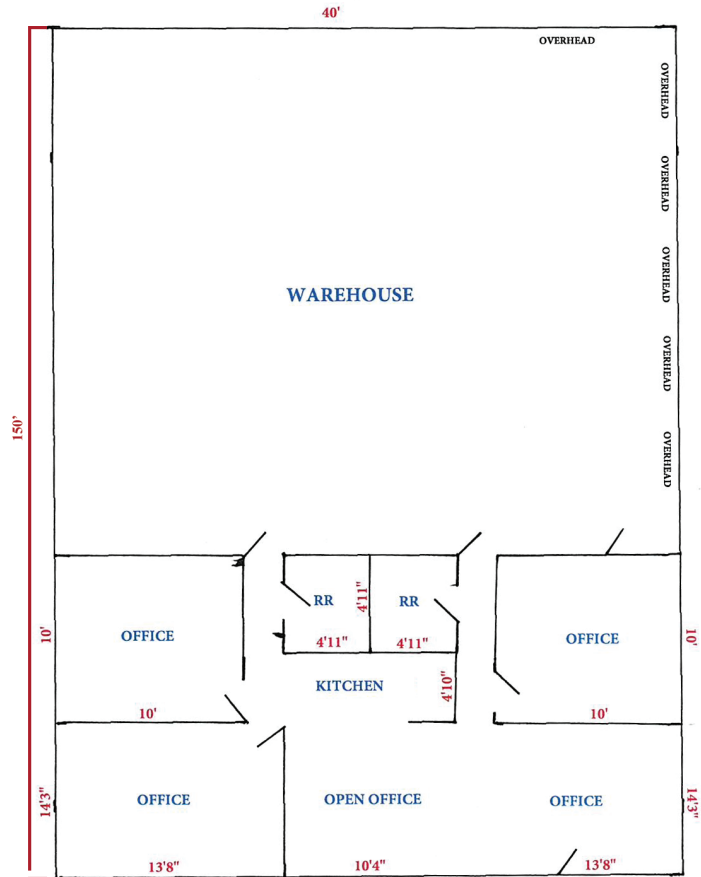 40'
OVERHEAD
OVERHEAD
OVERHEAD
OVERHEAD
OVERHEAD
OVERHEAD
WAREHOUSE
150'
RR
4'11"
RR
4'11"
4'11"
10'
OFFICE
OFFICE
10'
KITCHEN
4'10"
10'
10'
14'3"
OFFICE
OPEN OFFICE
OFFICE
14'3"
13'8"
10'4"
13'8"